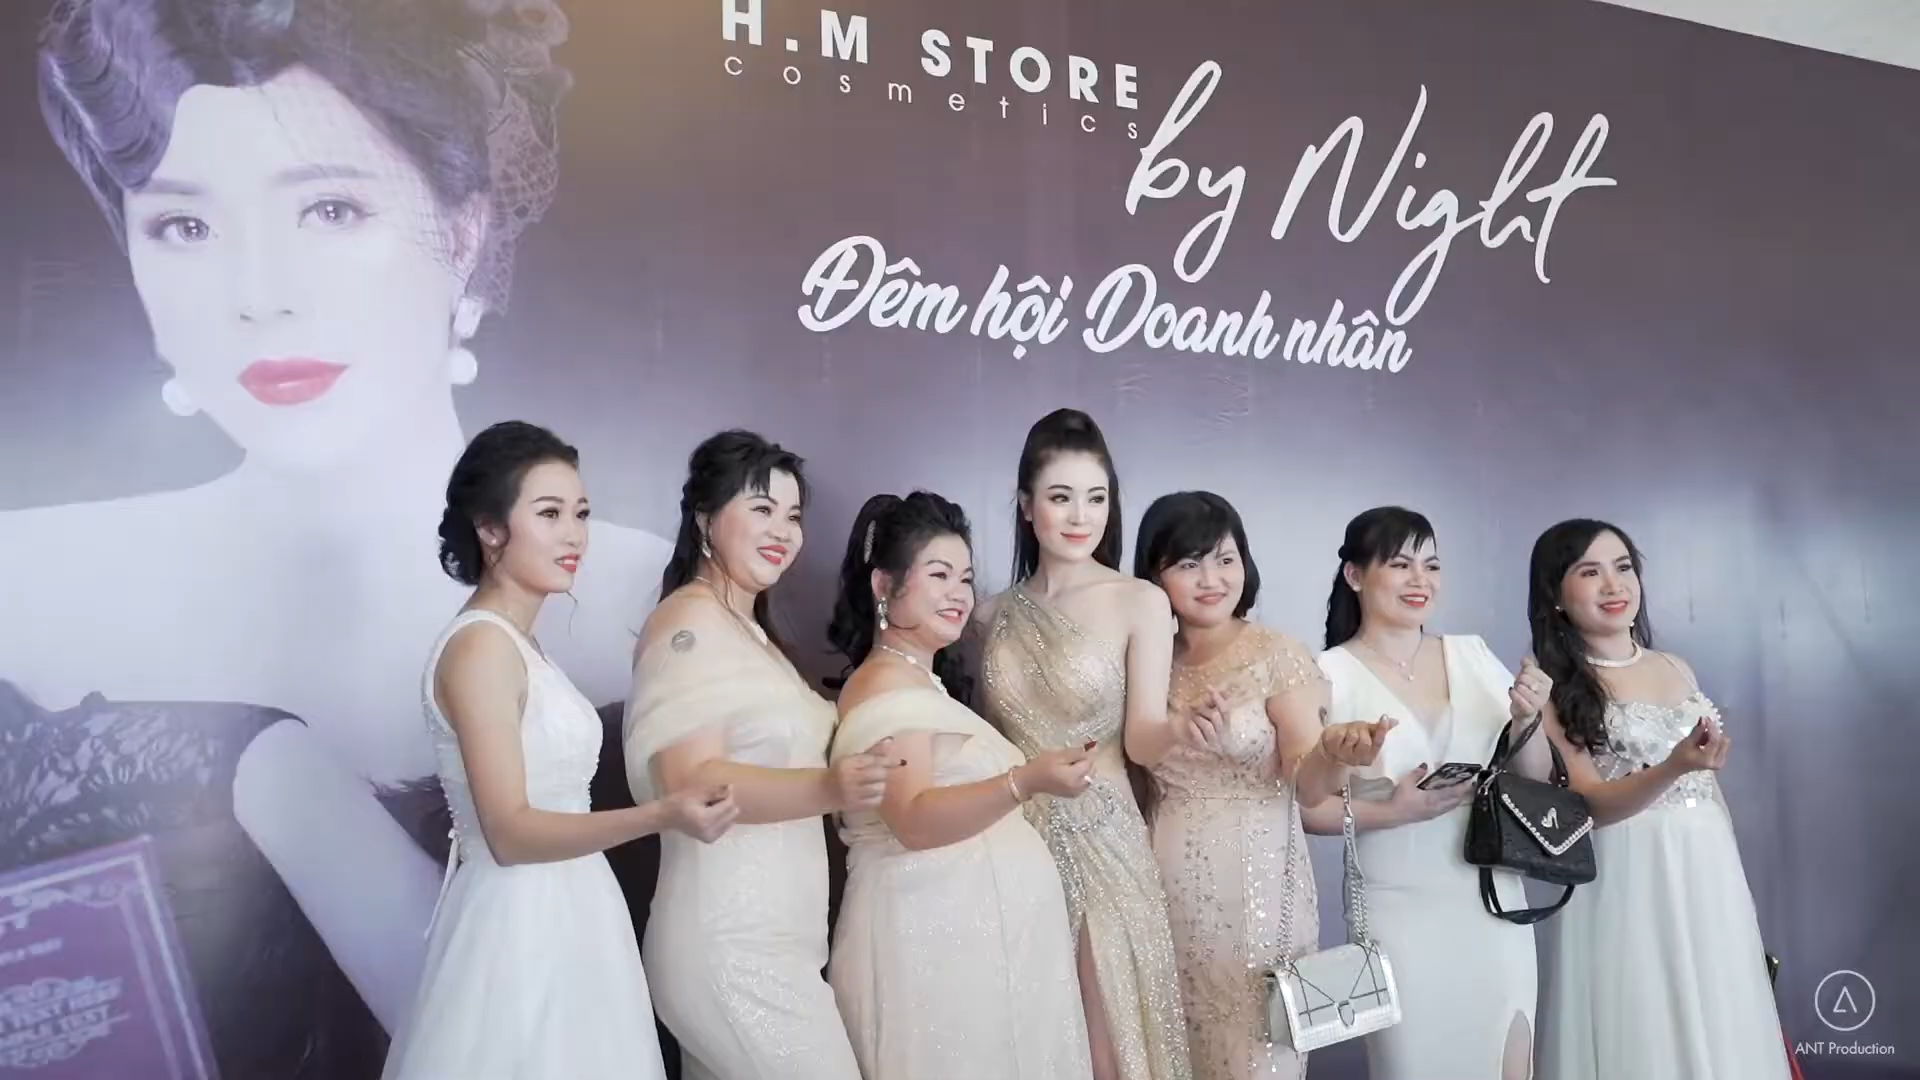 H.M STORE
cosmetics
by Night
Đêm hội Doanh nhân
ANT Production